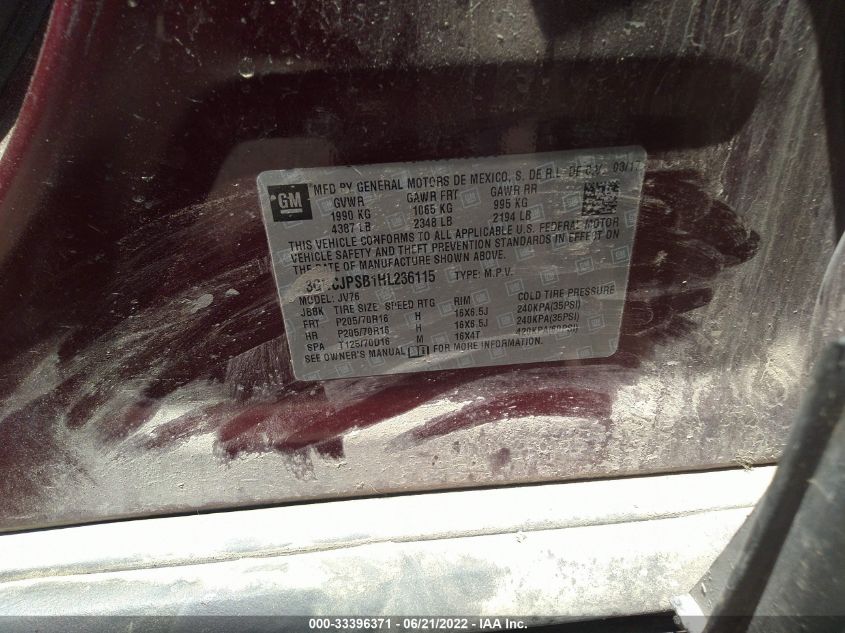 GM
MFD BY GENERAL MOTORS DE MEXICO, S. DE R.L. DE C.V. 03/17
GVWR GAWR FRT GAWR RR
1990 KG 1065 KG 995 KG
4387 LB 2348 LB 2194 LB
THIS VEHICLE CONFORMS TO ALL APPLICABLE U.S. FEDERAL MOTOR
VEHICLE SAFETY AND THEFT PREVENTION STANDARDS IN EFFECT ON
THE DATE OF MANUFACTURE SHOWN ABOVE.
TYPE: M.P.V.
MODEL: JV76
JBBK TIRE SIZE SPEED RTG RIM COLD TIRE PRESSURE
FRT P205/70R16 H 16X6.5J 240KPA(35PSI)
RR P205/70R16 H 16X6.5J 240KPA(35PSI)
SPA T125/70D16 M 16X4T 420KPA(60PSI)
SEE OWNER'S MANUAL FOR MORE INFORMATION.
000-33396371 - 06/21/2022 - © IAA Inc.